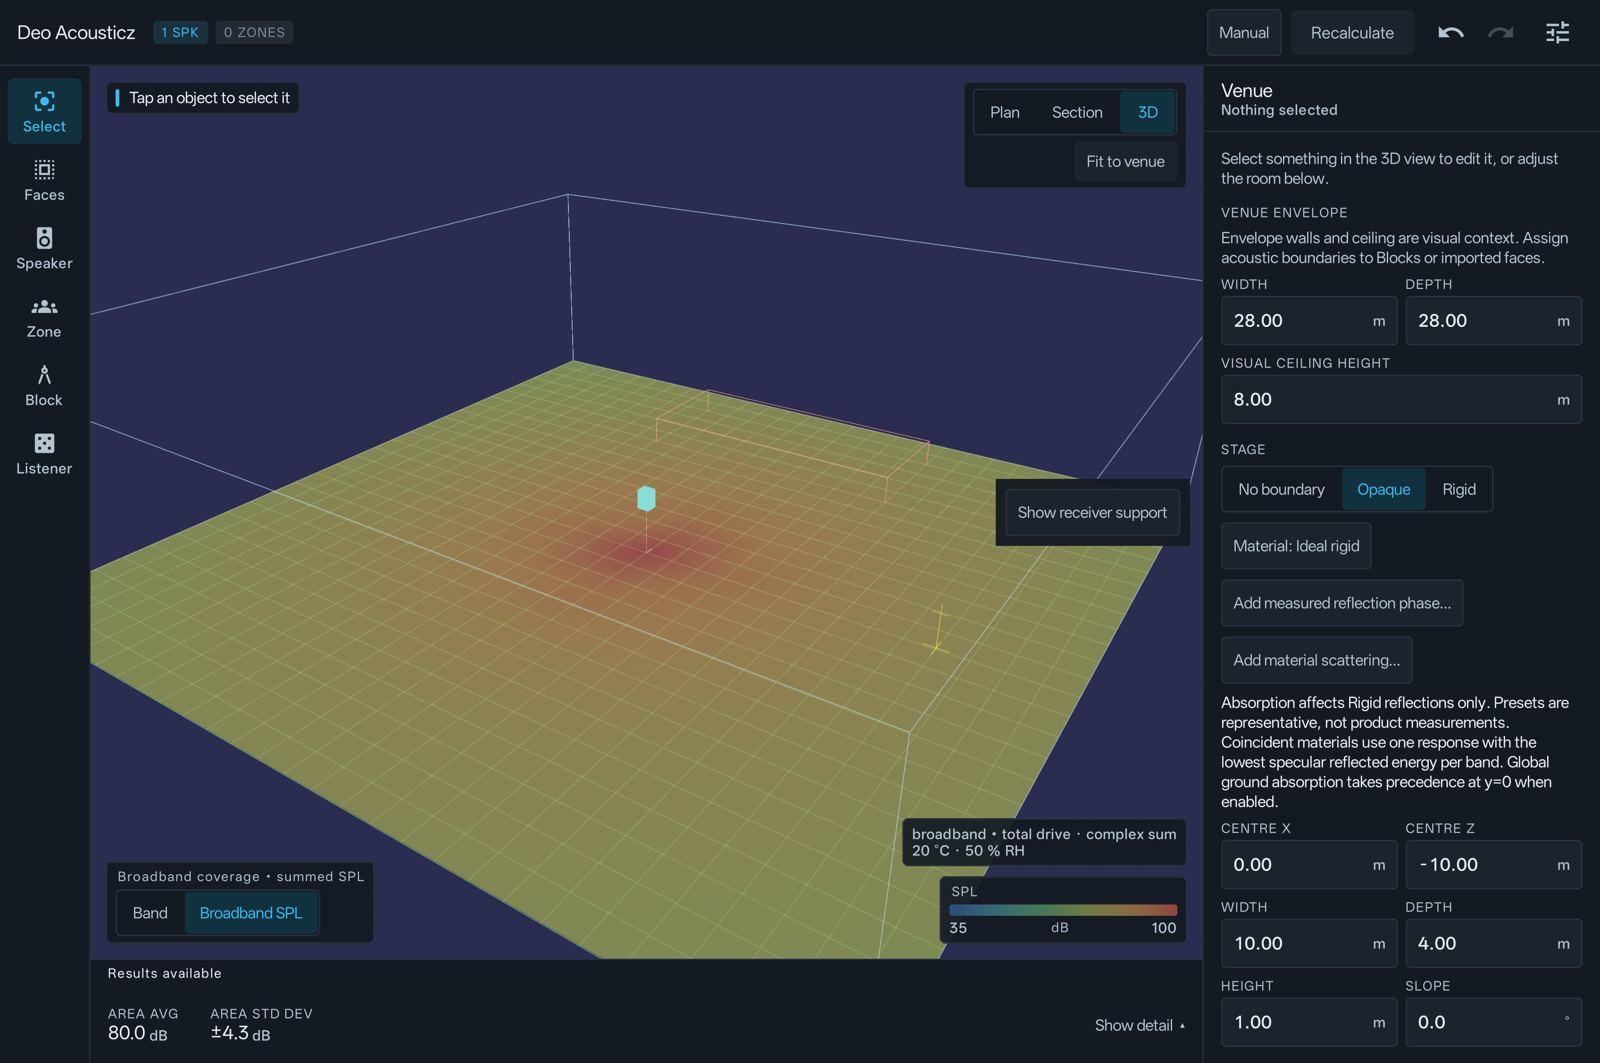 Deo Acousticz
1 SPK
0 ZONES
Manual
Recalculate
Select
Faces
Speaker
Zone
Block
Listener
Tap an object to select it
Plan
Section
3D
Fit to venue
Show receiver support
broadband • total drive · complex sum
20 °C · 50 % RH
SPL
35
dB
100
Broadband coverage • summed SPL
Band
Broadband SPL
Results available
AREA AVG
80.0 dB
AREA STD DEV
±4.3 dB
Show detail ▴
Venue
Nothing selected
Select something in the 3D view to edit it, or adjust
the room below.
VENUE ENVELOPE
Envelope walls and ceiling are visual context. Assign
acoustic boundaries to Blocks or imported faces.
WIDTH
DEPTH
28.00 m
28.00 m
VISUAL CEILING HEIGHT
8.00 m
STAGE
No boundary
Opaque
Rigid
Material: Ideal rigid
Add measured reflection phase...
Add material scattering...
Absorption affects Rigid reflections only. Presets are
representative, not product measurements.
Coincident materials use one response with the
lowest specular reflected energy per band. Global
ground absorption takes precedence at y=0 when
enabled.
CENTRE X
CENTRE Z
0.00 m
-10.00 m
WIDTH
DEPTH
10.00 m
4.00 m
HEIGHT
SLOPE
1.00 m
0.0 °